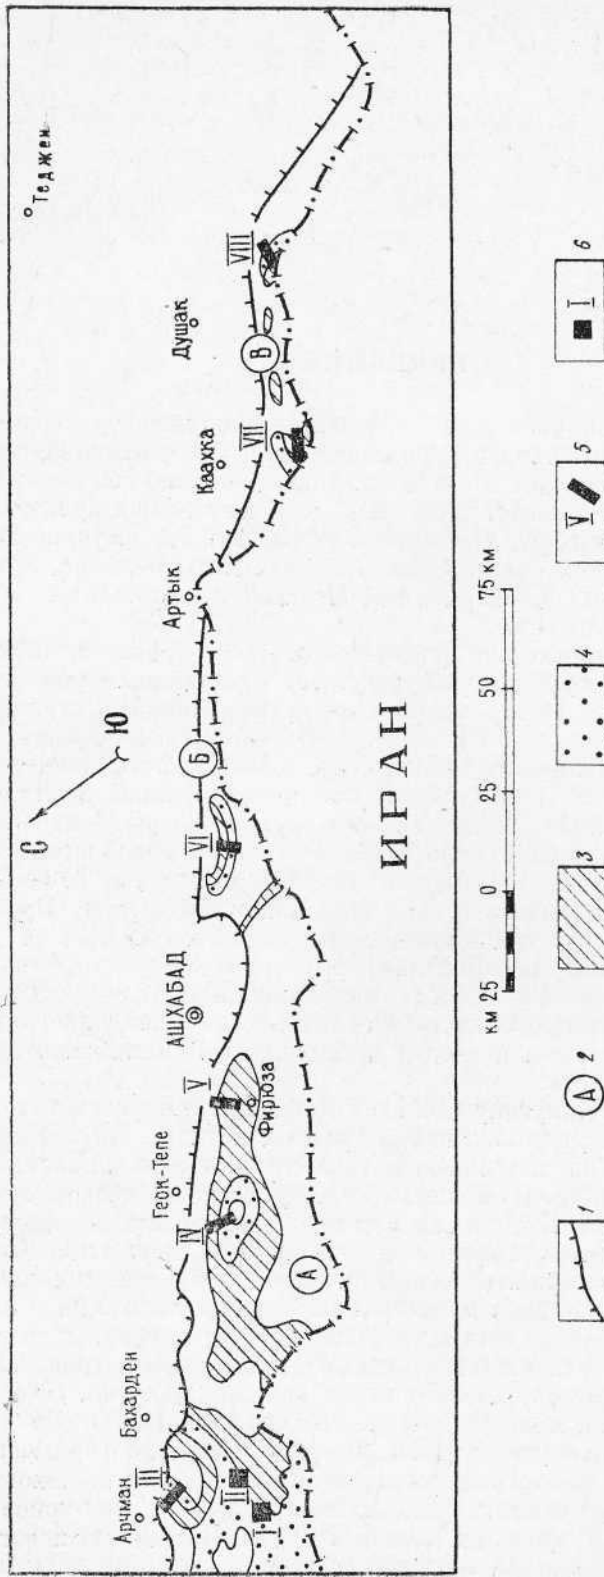 Теджен
VIII
Душак
В
VII
Каахка
Артык
С
Ю
Б
VI
ИРАН
АШХАБАД
V
Фирюза
Геок-Тепе
IV
А
Бахарден
Арчман
III
II
I
км 25 0 25 50 75 км
1
А 2
3
4
V 5
I 6